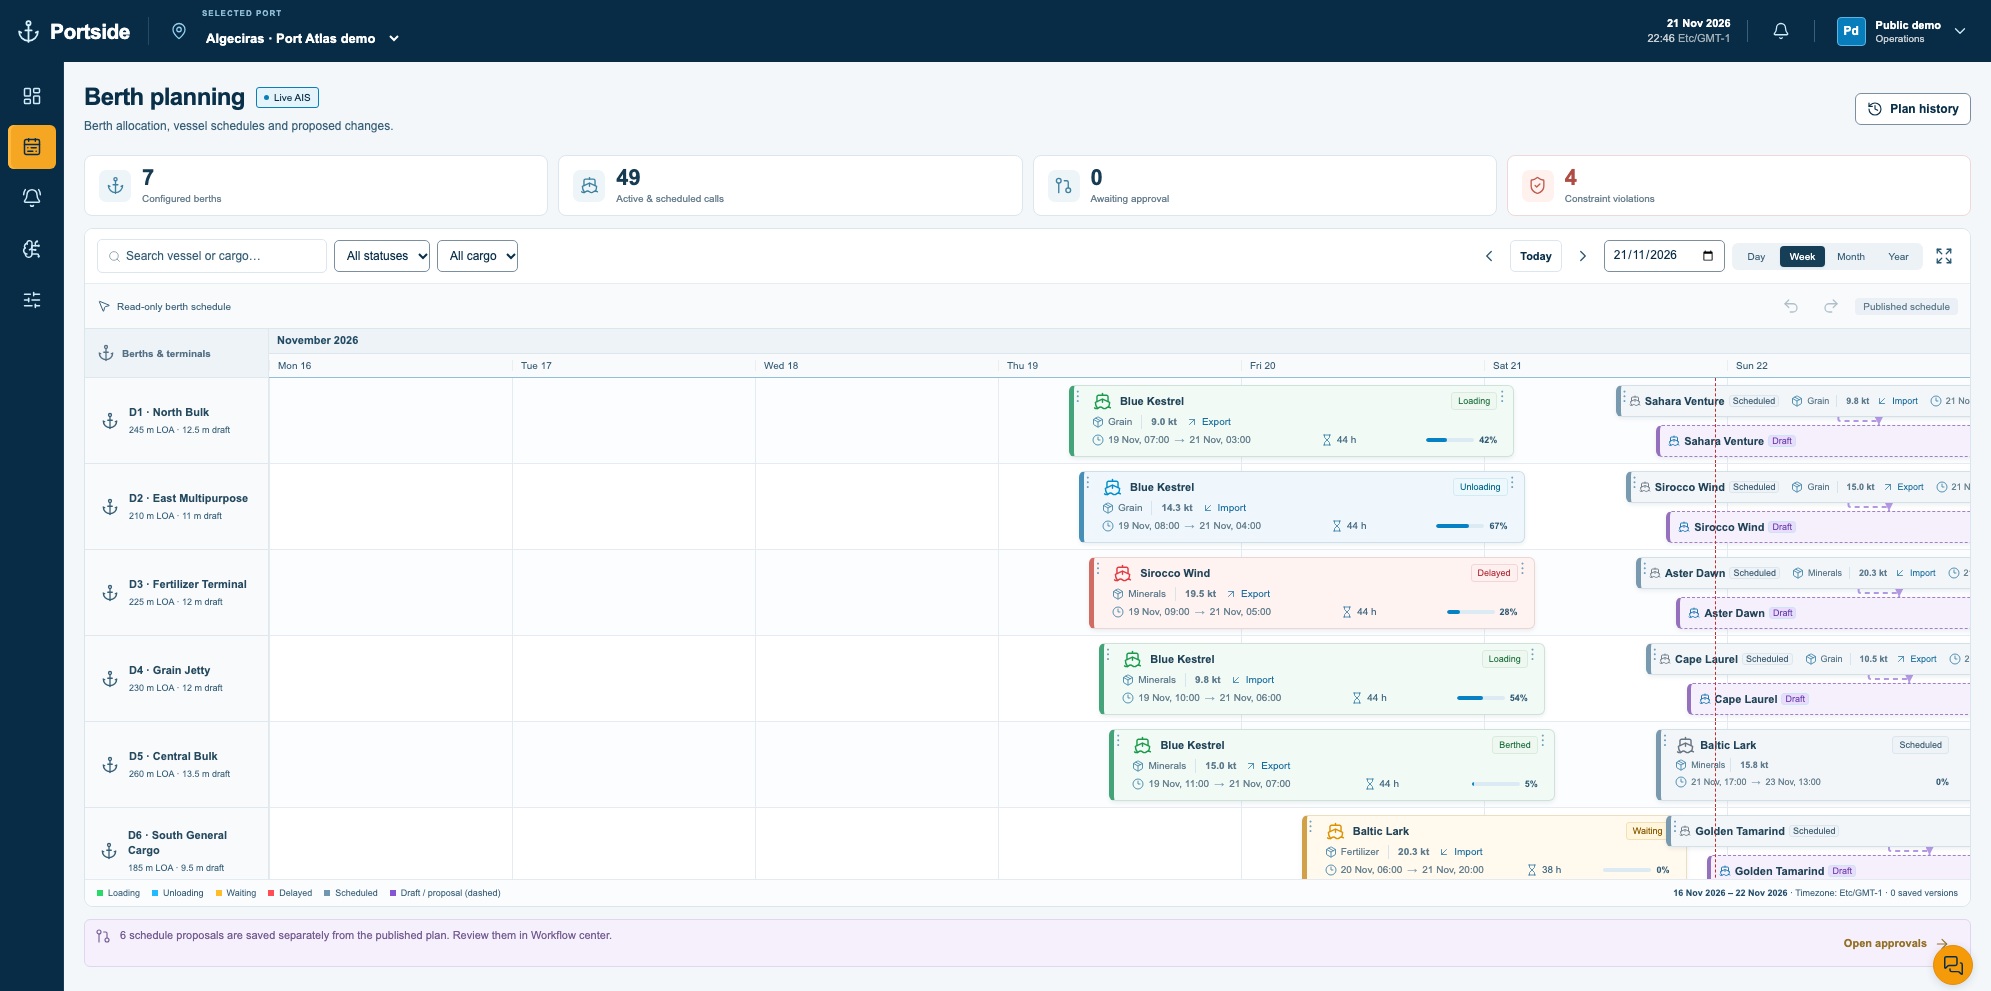 Portside
SELECTED PORT
Algeciras · Port Atlas demo
21 Nov 2026
22:46 Etc/GMT-1
Pd
Public demo
Operations
Berth planning
Live AIS
Berth allocation, vessel schedules and proposed changes.
Plan history
7
Configured berths
49
Active & scheduled calls
0
Awaiting approval
4
Constraint violations
Search vessel or cargo...
All statuses
All cargo
Today
21/11/2026
Day
Week
Month
Year
Read-only berth schedule
Published schedule
Berths & terminals
November 2026
Mon 16
Tue 17
Wed 18
Thu 19
Fri 20
Sat 21
Sun 22
D1 · North Bulk
245 m LOA · 12.5 m draft
Blue Kestrel
Loading
Grain 9.0 kt Export
19 Nov, 07:00 → 21 Nov, 03:00 44 h 42%
Sahara Venture Scheduled Grain 9.8 kt Import 21 No
Sahara Venture Draft
D2 · East Multipurpose
210 m LOA · 11 m draft
Blue Kestrel
Unloading
Grain 14.3 kt Import
19 Nov, 08:00 → 21 Nov, 04:00 44 h 67%
Sirocco Wind Scheduled Grain 15.0 kt Export 21 N
Sirocco Wind Draft
D3 · Fertilizer Terminal
225 m LOA · 12 m draft
Sirocco Wind
Delayed
Minerals 19.5 kt Export
19 Nov, 09:00 → 21 Nov, 05:00 44 h 28%
Aster Dawn Scheduled Minerals 20.3 kt Import 2
Aster Dawn Draft
D4 · Grain Jetty
230 m LOA · 12 m draft
Blue Kestrel
Loading
Minerals 9.8 kt Import
19 Nov, 10:00 → 21 Nov, 06:00 44 h 54%
Cape Laurel Scheduled Grain 10.5 kt Export 2
Cape Laurel Draft
D5 · Central Bulk
260 m LOA · 13.5 m draft
Blue Kestrel
Berthed
Minerals 15.0 kt Export
19 Nov, 11:00 → 21 Nov, 07:00 44 h 5%
Baltic Lark
Scheduled
Minerals 15.8 kt
21 Nov, 17:00 → 23 Nov, 13:00 0%
D6 · South General
Cargo
185 m LOA · 9.5 m draft
Baltic Lark
Waiting
Fertilizer 20.3 kt Import
20 Nov, 06:00 → 21 Nov, 20:00 38 h 0%
Golden Tamarind Scheduled
Golden Tamarind Draft
Loading
Unloading
Waiting
Delayed
Scheduled
Draft / proposal (dashed)
16 Nov 2026 – 22 Nov 2026 · Timezone: Etc/GMT-1 · 0 saved versions
6 schedule proposals are saved separately from the published plan. Review them in Workflow center.
Open approvals →